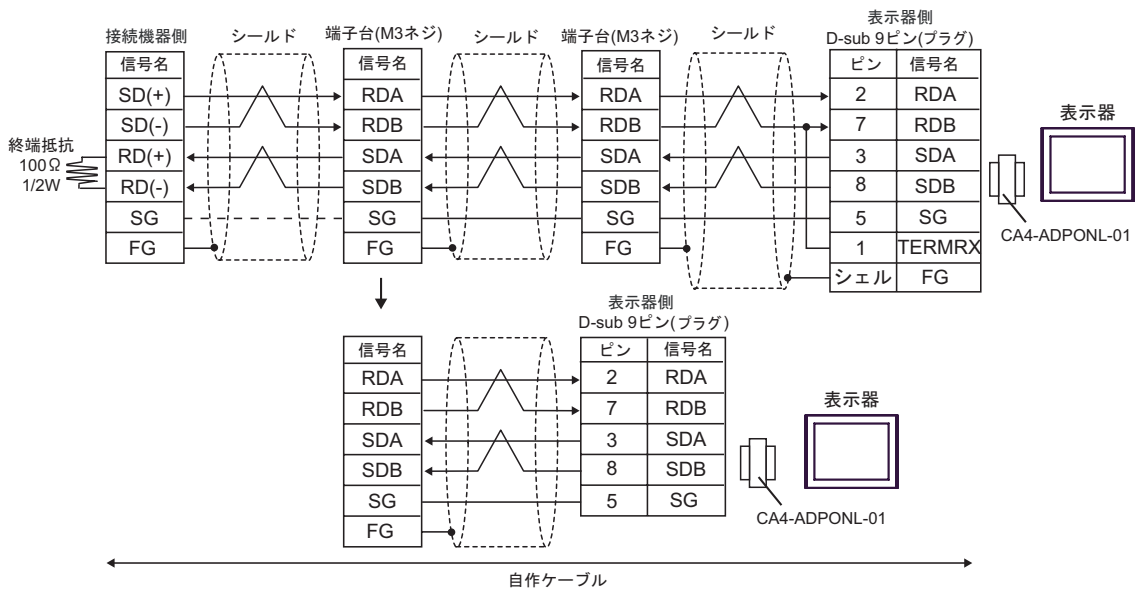 接続機器側
シールド
端子台(M3ネジ)
シールド
端子台(M3ネジ)
シールド
表示器側
D-sub 9ピン(プラグ)
信号名 信号名 信号名 ピン 信号名
SD(+) RDA RDA 2 RDA
SD(-) RDB RDB 7 RDB
RD(+) SDA SDA 3 SDA
RD(-) SDB SDB 8 SDB
SG SG SG 5 SG
FG FG FG 1 TERMRX
シェル FG
終端抵抗
100Ω
1/2W
表示器
CA4-ADPONL-01
表示器側
D-sub 9ピン(プラグ)
信号名 ピン 信号名
RDA 2 RDA
RDB 7 RDB
SDA 3 SDA
SDB 8 SDB
SG 5 SG
FG
表示器
CA4-ADPONL-01
自作ケーブル